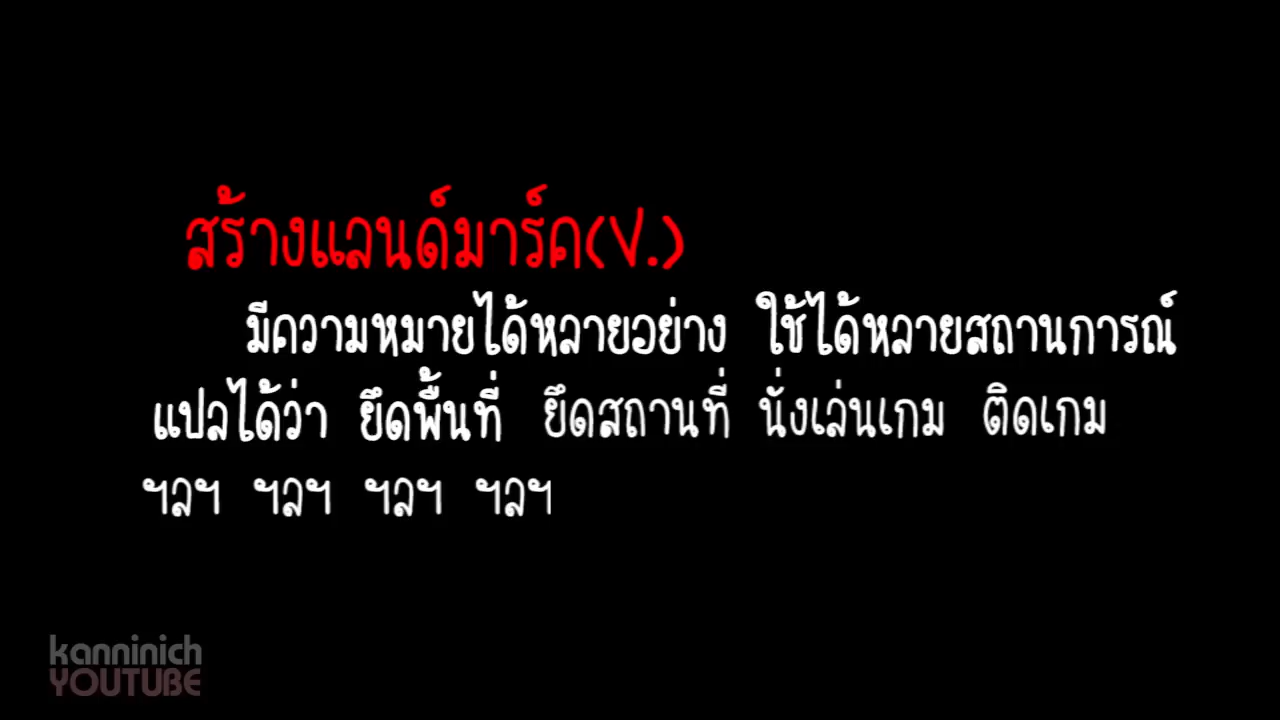 สร้างแลนด์มาร์ค(V.)
มีความหมายได้หลายอย่าง ใช้ได้หลายสถานการณ์
แปลได้ว่า ยึดพื้นที่ ยึดสถานที่ นั่งเล่นเกม ติดเกม
ฯลฯ ฯลฯ ฯลฯ ฯลฯ
kanninich
YOUTUBE